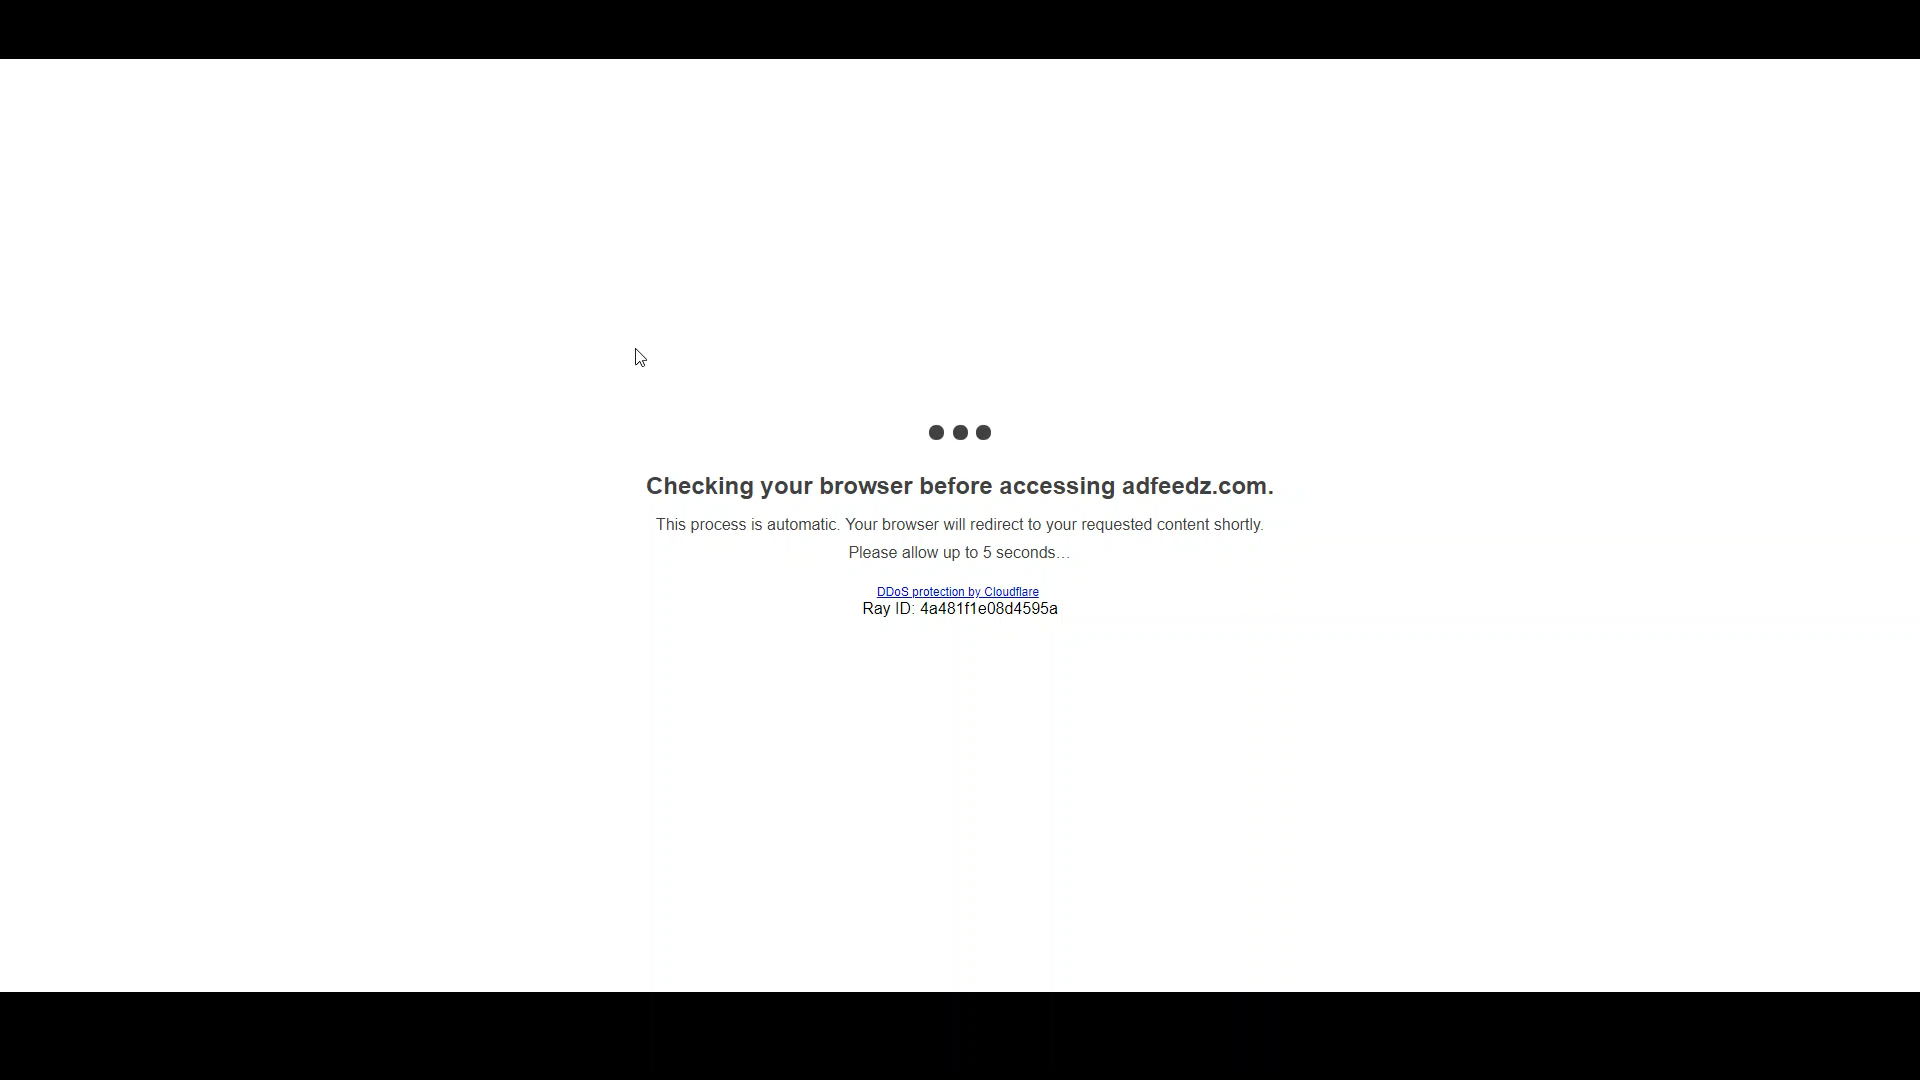 Checking your browser before accessing adfeedz.com.
This process is automatic. Your browser will redirect to your requested content shortly.
Please allow up to 5 seconds…
DDoS protection by Cloudflare
Ray ID: 4a481f1e08d4595a